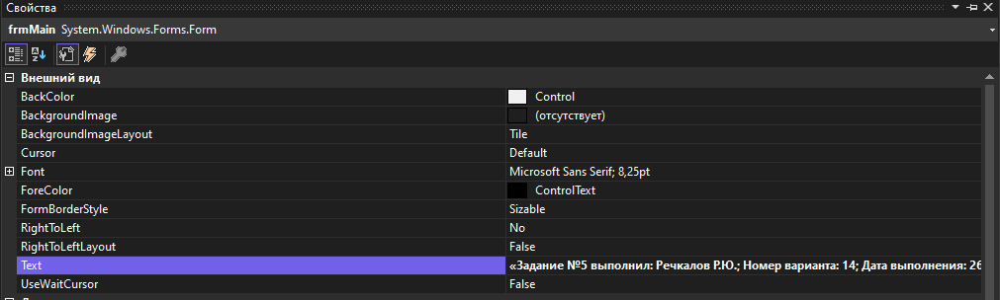 Свойства
frmMain System.Windows.Forms.Form
Внешний вид
BackColor Control
BackgroundImage (отсутствует)
BackgroundImageLayout Tile
Cursor Default
Font Microsoft Sans Serif; 8,25pt
ForeColor ControlText
FormBorderStyle Sizable
RightToLeft No
RightToLeftLayout False
Text «Задание №5 выполнил: Речкалов Р.Ю.; Номер варианта: 14; Дата выполнения: 26
UseWaitCursor False